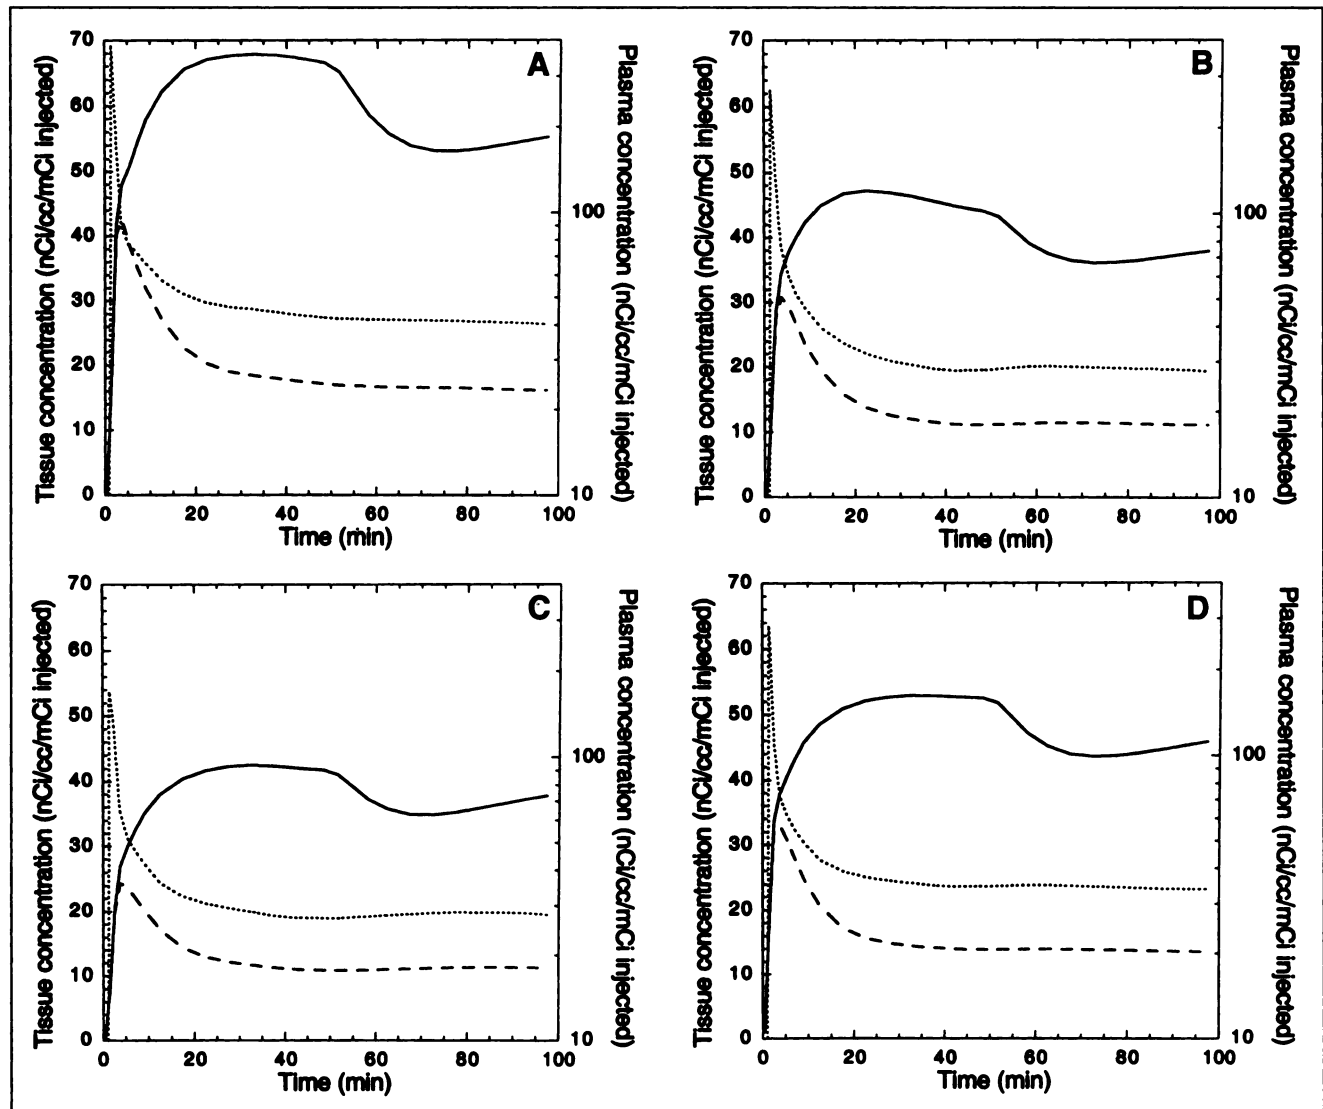 A
Tissue concentration (nCi/cc/mCi injected)
70
60
50
40
30
20
10
0
0 20 40 60 80 100
Time (min)
100
10
Plasma concentration (nCi/cc/mCi injected)
B
Tissue concentration (nCi/cc/mCi injected)
70
60
50
40
30
20
10
0
0 20 40 60 80 100
Time (min)
100
10
Plasma concentration (nCi/cc/mCi injected)
C
Tissue concentration (nCi/cc/mCi injected)
70
60
50
40
30
20
10
0
0 20 40 60 80 100
Time (min)
100
10
Plasma concentration (nCi/cc/mCi injected)
D
Tissue concentration (nCi/cc/mCi injected)
70
60
50
40
30
20
10
0
0 20 40 60 80 100
Time (min)
100
10
Plasma concentration (nCi/cc/mCi injected)